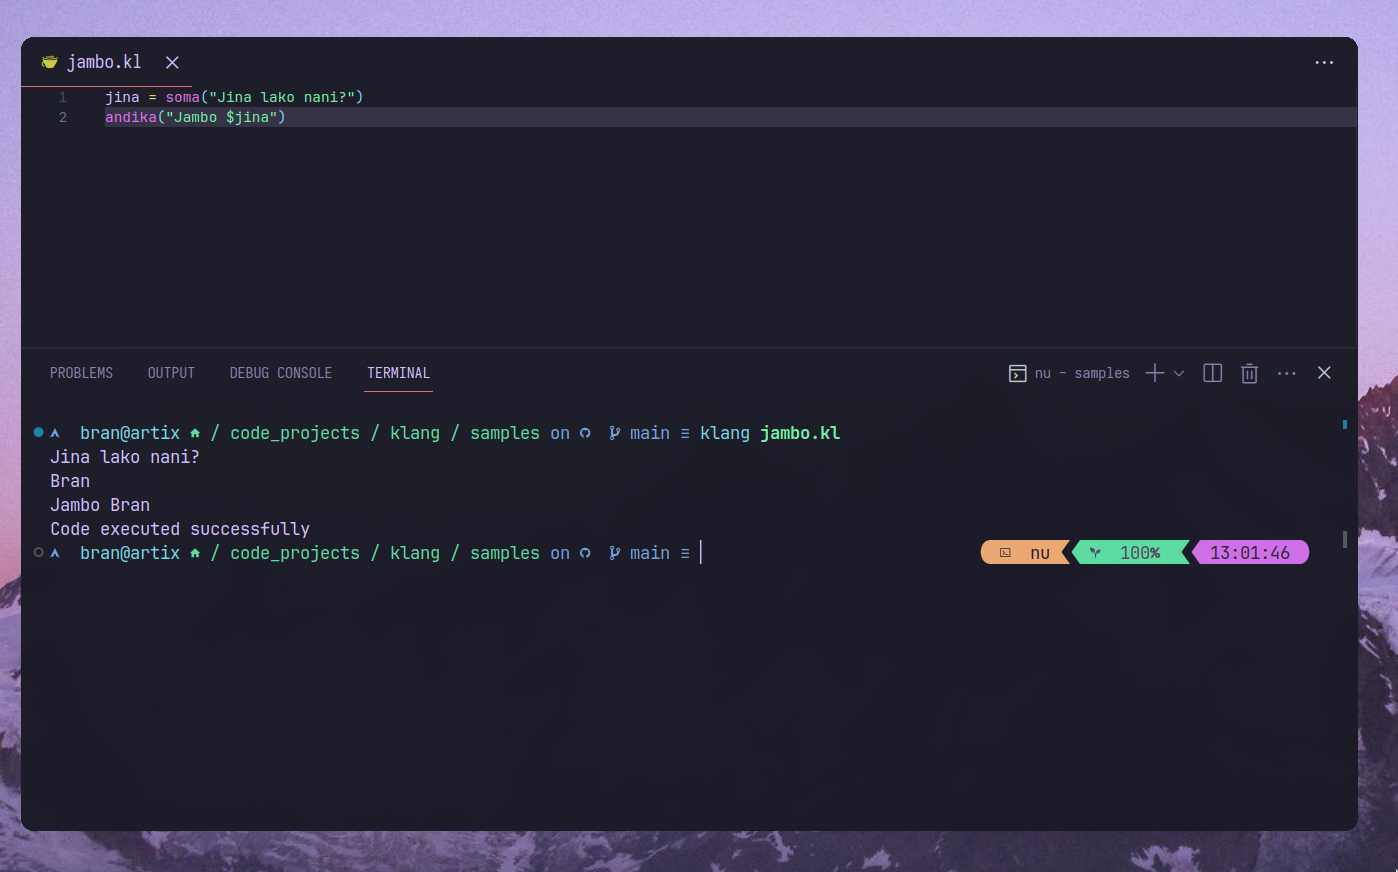 jambo.kl
1 jina = soma("Jina lako nani?")
2 andika("Jambo $jina")
PROBLEMS OUTPUT DEBUG CONSOLE TERMINAL nu - samples
bran@artix / code_projects / klang / samples on main ≡ klang jambo.kl
Jina lako nani?
Bran
Jambo Bran
Code executed successfully
bran@artix / code_projects / klang / samples on main ≡ nu 100% 13:01:46